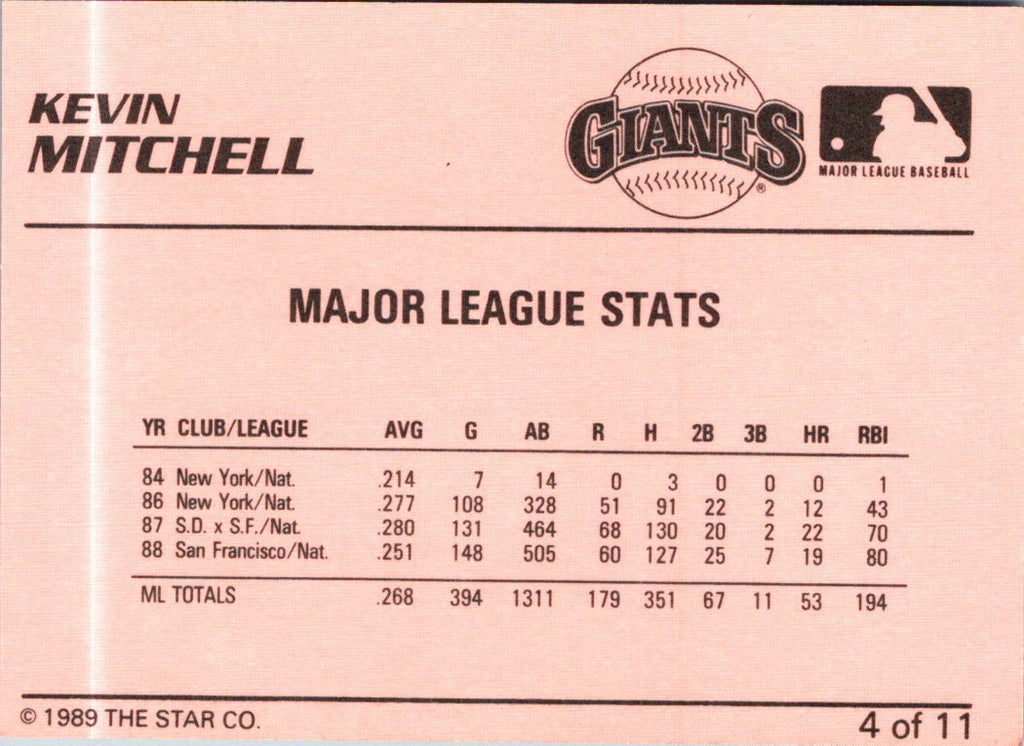 KEVIN
MITCHELL
GIANTS
®
MAJOR LEAGUE BASEBALL
MAJOR LEAGUE STATS
YR CLUB/LEAGUE AVG G AB R H 2B 3B HR RBI
84 New York/Nat. .214 7 14 0 3 0 0 0 1
86 New York/Nat. .277 108 328 51 91 22 2 12 43
87 S.D. x S.F./Nat. .280 131 464 68 130 20 2 22 70
88 San Francisco/Nat. .251 148 505 60 127 25 7 19 80
ML TOTALS .268 394 1311 179 351 67 11 53 194
© 1989 THE STAR CO.
4 of 11